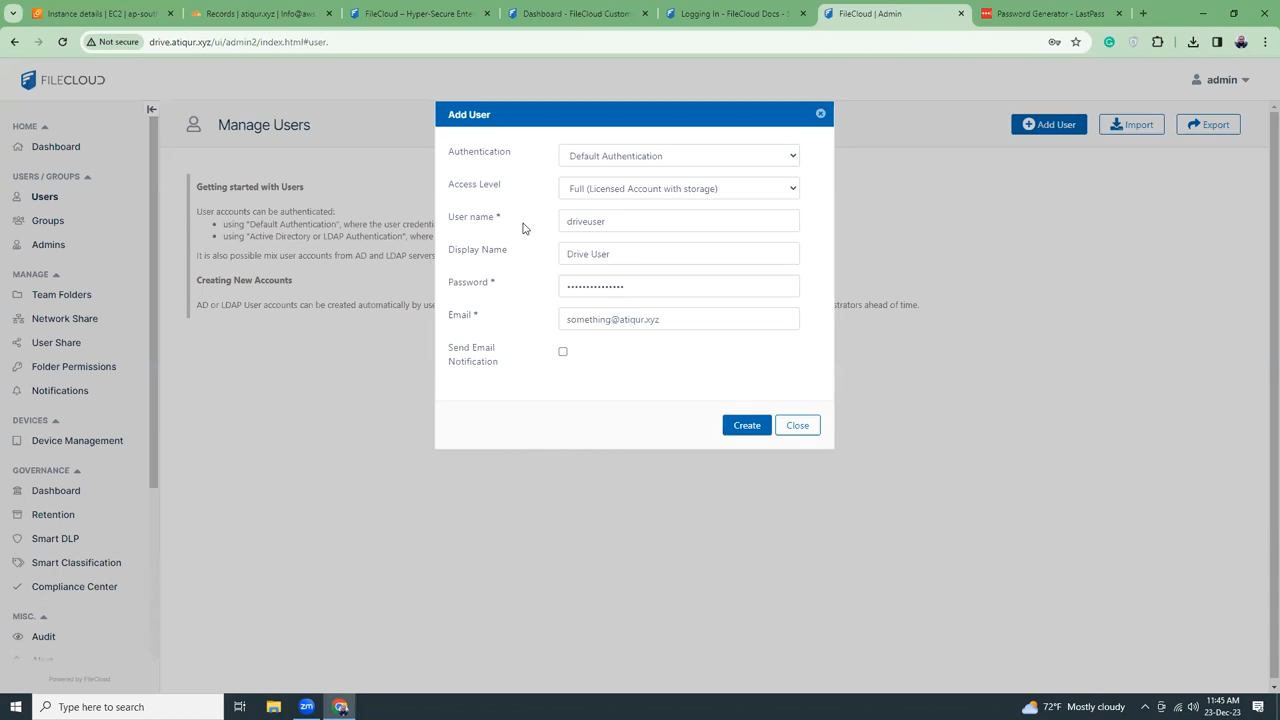 Instance details | EC2 | ap-sout
Records | atiqur.xyz | Info@aws
FileCloud – Hyper-Secure Enterp
Dashboard - FileCloud Custom
Logging In - FileCloud Docs - 2
FileCloud | Admin
Password Generator - LastPass
Not secure
drive.atiqur.xyz/ui/admin2/index.html#user.
FILECLOUD
admin
HOME
Dashboard
USERS / GROUPS
Users
Groups
Admins
MANAGE
Team Folders
Network Share
User Share
Folder Permissions
Notifications
DEVICES
Device Management
GOVERNANCE
Dashboard
Retention
Smart DLP
Smart Classification
Compliance Center
MISC.
Audit
Powered by FileCloud
Manage Users
Add User
Import
Export
Getting started with Users
User accounts can be authenticated:
using "Default Authentication", where the user credentia
using "Active Directory or LDAP Authentication", where
It is also possible mix user accounts from AD and LDAP servers
Creating New Accounts
AD or LDAP User accounts can be created automatically by use
istrators ahead of time.
Add User
Authentication
Default Authentication
Access Level
Full (Licensed Account with storage)
User name *
driveuser
Display Name
Drive User
Password *
•••••••••••••••
Email *
something@atiqur.xyz
Send Email
Notification
Create
Close
Type here to search
zm
72°F Mostly cloudy
11:45 AM
23-Dec-23